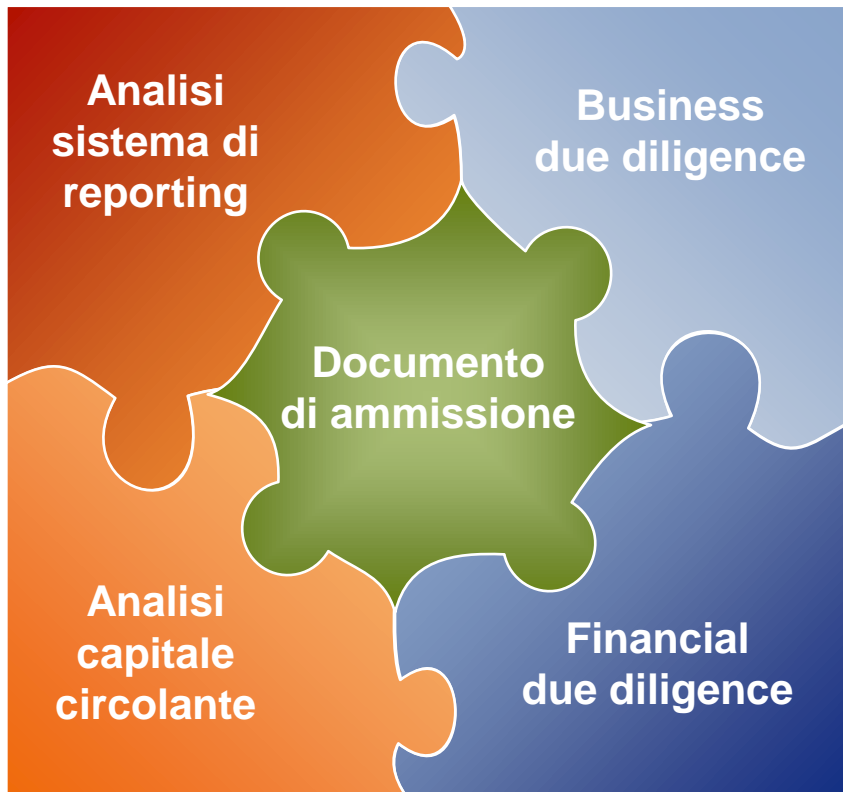 Analisi
sistema di
reporting
Business
due diligence
Documento
di ammissione
Analisi
capitale
circolante
Financial
due diligence